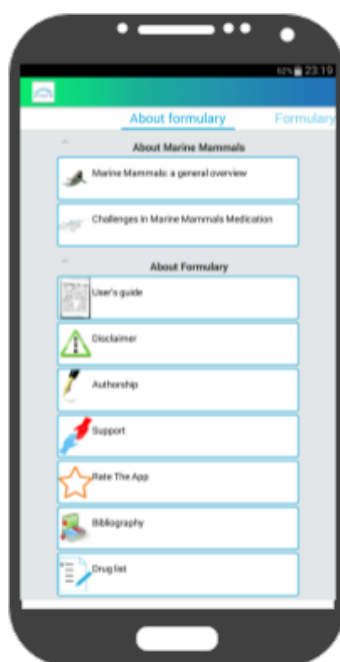 92% 23:19
About formulary Formulary
About Marine Mammals
Marine Mammals: a general overview
Challenges In Marine Mammals Medication
About Formulary
User's guide
Disclaimer
Authorship
Support
Rate The App
Bibliography
Drug list